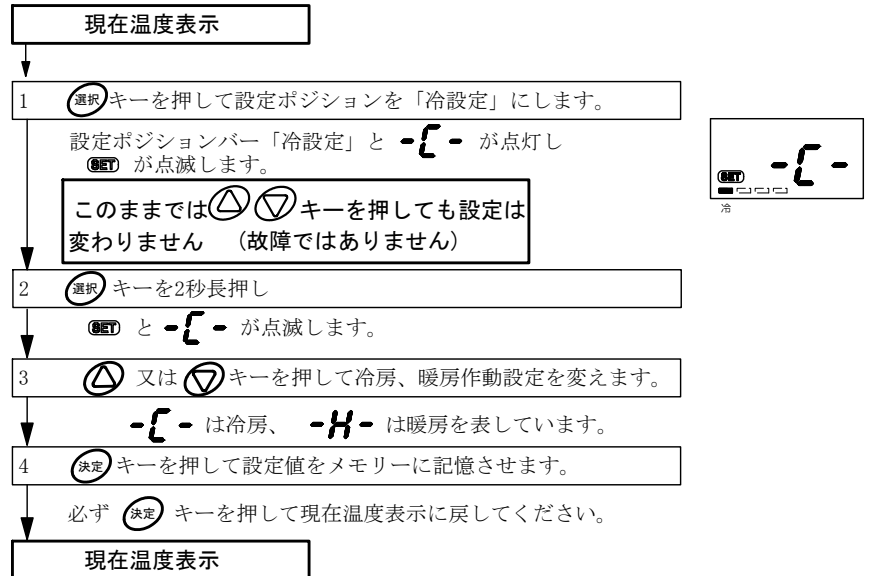 現在温度表示
1 選択 キーを押して設定ポジションを「冷設定」にします。
設定ポジションバー「冷設定」と -C- が点灯し
SET が点滅します。
SET -C-
冷
このままでは△▽キーを押しても設定は
変わりません (故障ではありません)
2 選択 キーを2秒長押し
SET と -C- が点滅します。
3 △ 又は ▽キーを押して冷房、暖房作動設定を変えます。
-C- は冷房、 -H- は暖房を表しています。
4 決定 キーを押して設定値をメモリーに記憶させます。
必ず 決定 キーを押して現在温度表示に戻してください。
現在温度表示